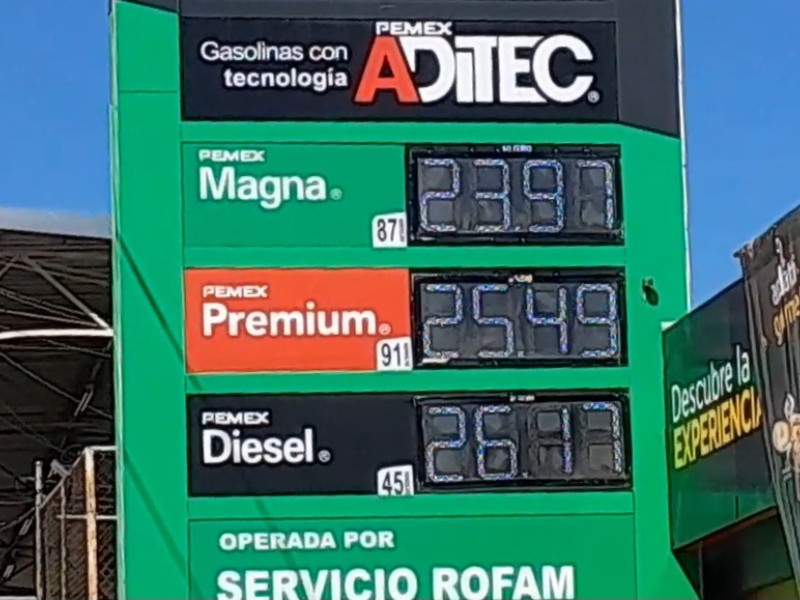 PEMEX
Gasolinas con
tecnología
ADiTEC®
PEMEX
Magna®
87
23.97
PEMEX
Premium®
91
25.49
PEMEX
Diesel®
45
26.17
OPERADA POR
SERVICIO ROFAM
Descubre la
EXPERIENCIA